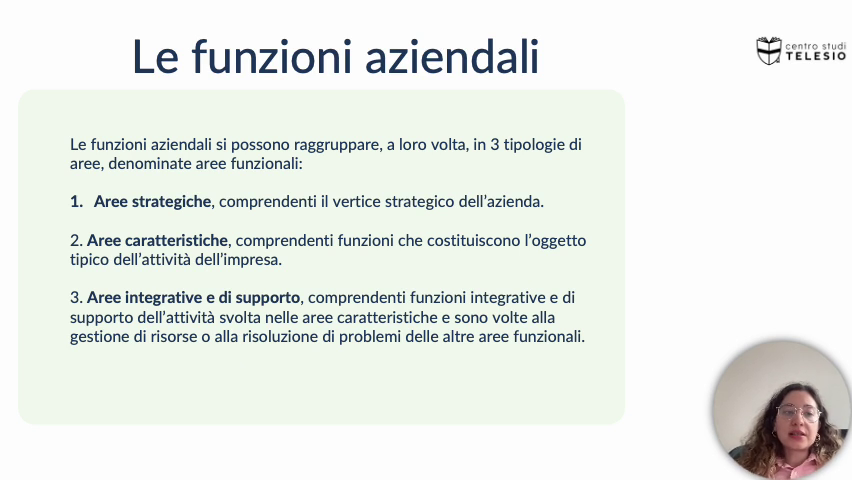 Le funzioni aziendali
centro studi
TELESIO
Le funzioni aziendali si possono raggruppare, a loro volta, in 3 tipologie di
aree, denominate aree funzionali:
1. Aree strategiche, comprendenti il vertice strategico dell’azienda.
2. Aree caratteristiche, comprendenti funzioni che costituiscono l’oggetto
tipico dell’attività dell’impresa.
3. Aree integrative e di supporto, comprendenti funzioni integrative e di
supporto dell’attività svolta nelle aree caratteristiche e sono volte alla
gestione di risorse o alla risoluzione di problemi delle altre aree funzionali.